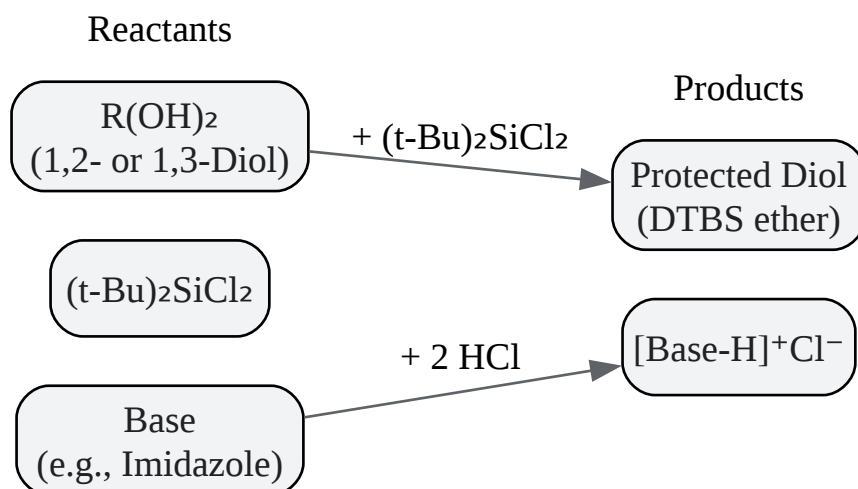 Reactants
R(OH)₂
(1,2- or 1,3-Diol)
+ (t-Bu)₂SiCl₂
Products
Protected Diol
(DTBS ether)
(t-Bu)₂SiCl₂
+ 2 HCl
[Base-H]⁺Cl⁻
Base
(e.g., Imidazole)